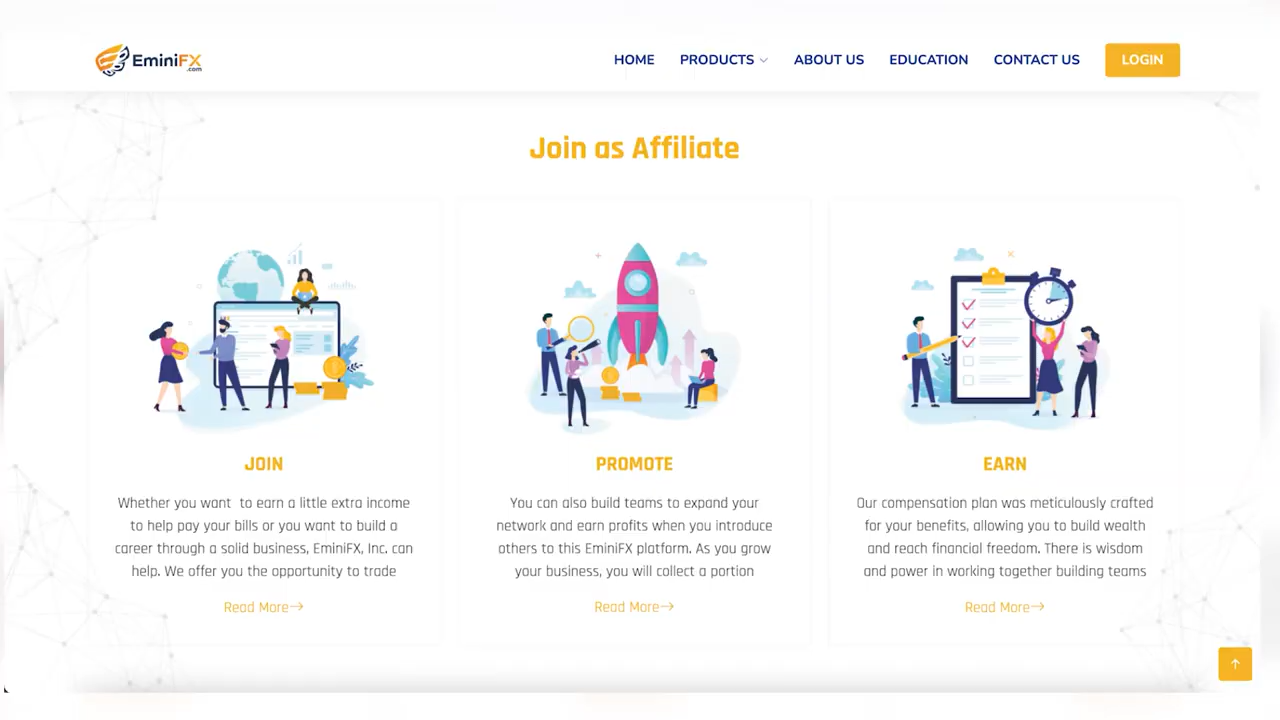 EminiFX
.com
HOME
PRODUCTS
ABOUT US
EDUCATION
CONTACT US
LOGIN
Join as Affiliate
JOIN
Whether you want to earn a little extra income
to help pay your bills or you want to build a
career through a solid business, EminiFX, Inc. can
help. We offer you the opportunity to trade
Read More→
PROMOTE
You can also build teams to expand your
network and earn profits when you introduce
others to this EminiFX platform. As you grow
your business, you will collect a portion
Read More→
EARN
Our compensation plan was meticulously crafted
for your benefits, allowing you to build wealth
and reach financial freedom. There is wisdom
and power in working together building teams
Read More→